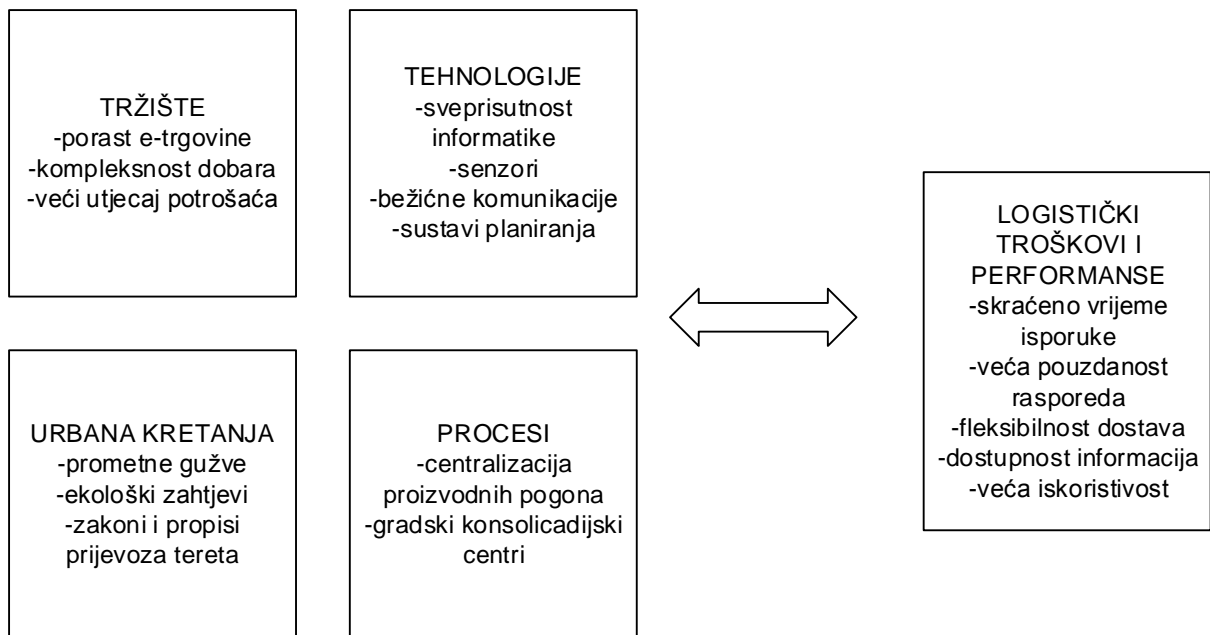 TRŽIŠTE
-porast e-trgovine
-kompleksnost dobara
-veći utjecaj potrošaća
TEHNOLOGIJE
-sveprisutnost
informatike
-senzori
-bežićne komunikacije
-sustavi planiranja
URBANA KRETANJA
-prometne gužve
-ekološki zahtjevi
-zakoni i propisi
prijevoza tereta
PROCESI
-centralizacija
proizvodnih pogona
-gradski konsolicadijski
centri
LOGISTIČKI
TROŠKOVI I
PERFORMANSE
-skraćeno vrijeme
isporuke
-veća pouzdanost
rasporeda
-fleksibilnost dostava
-dostupnost informacija
-veća iskoristivost